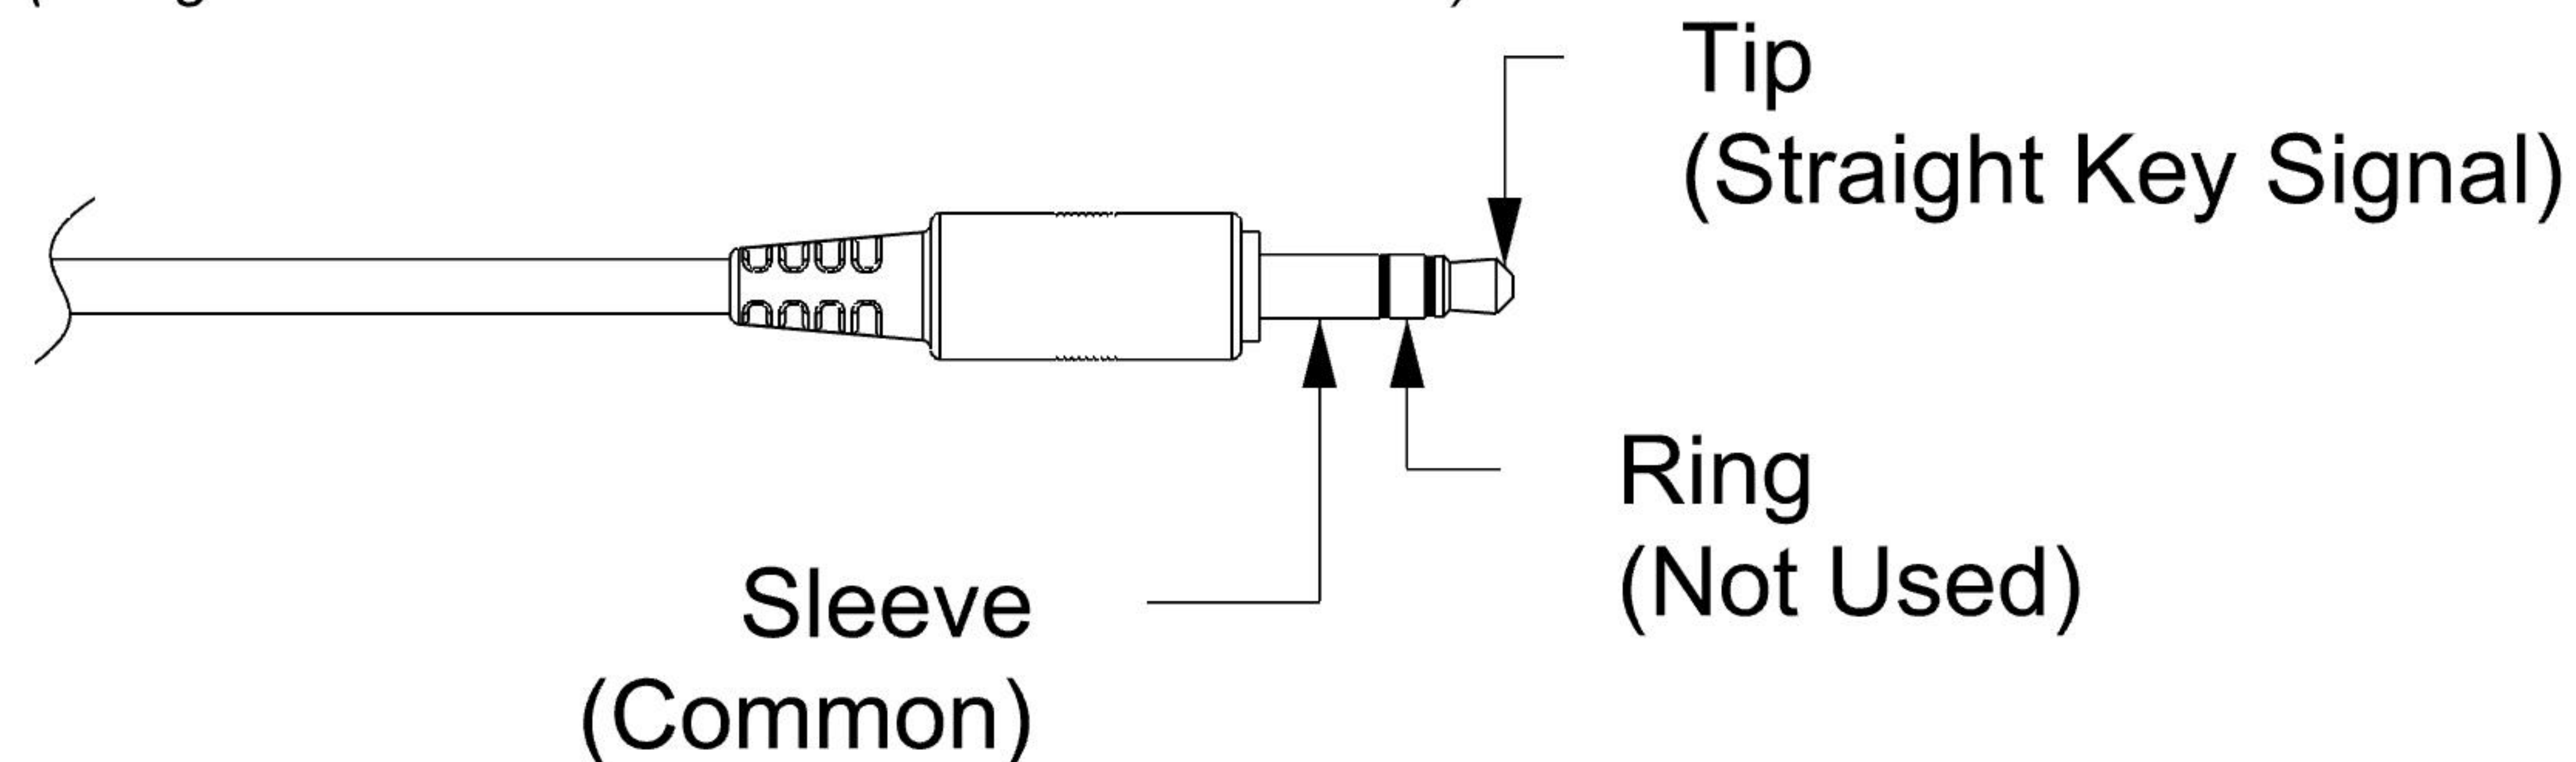 Tip
(Straight Key Signal)
Ring
(Not Used)
Sleeve
(Common)